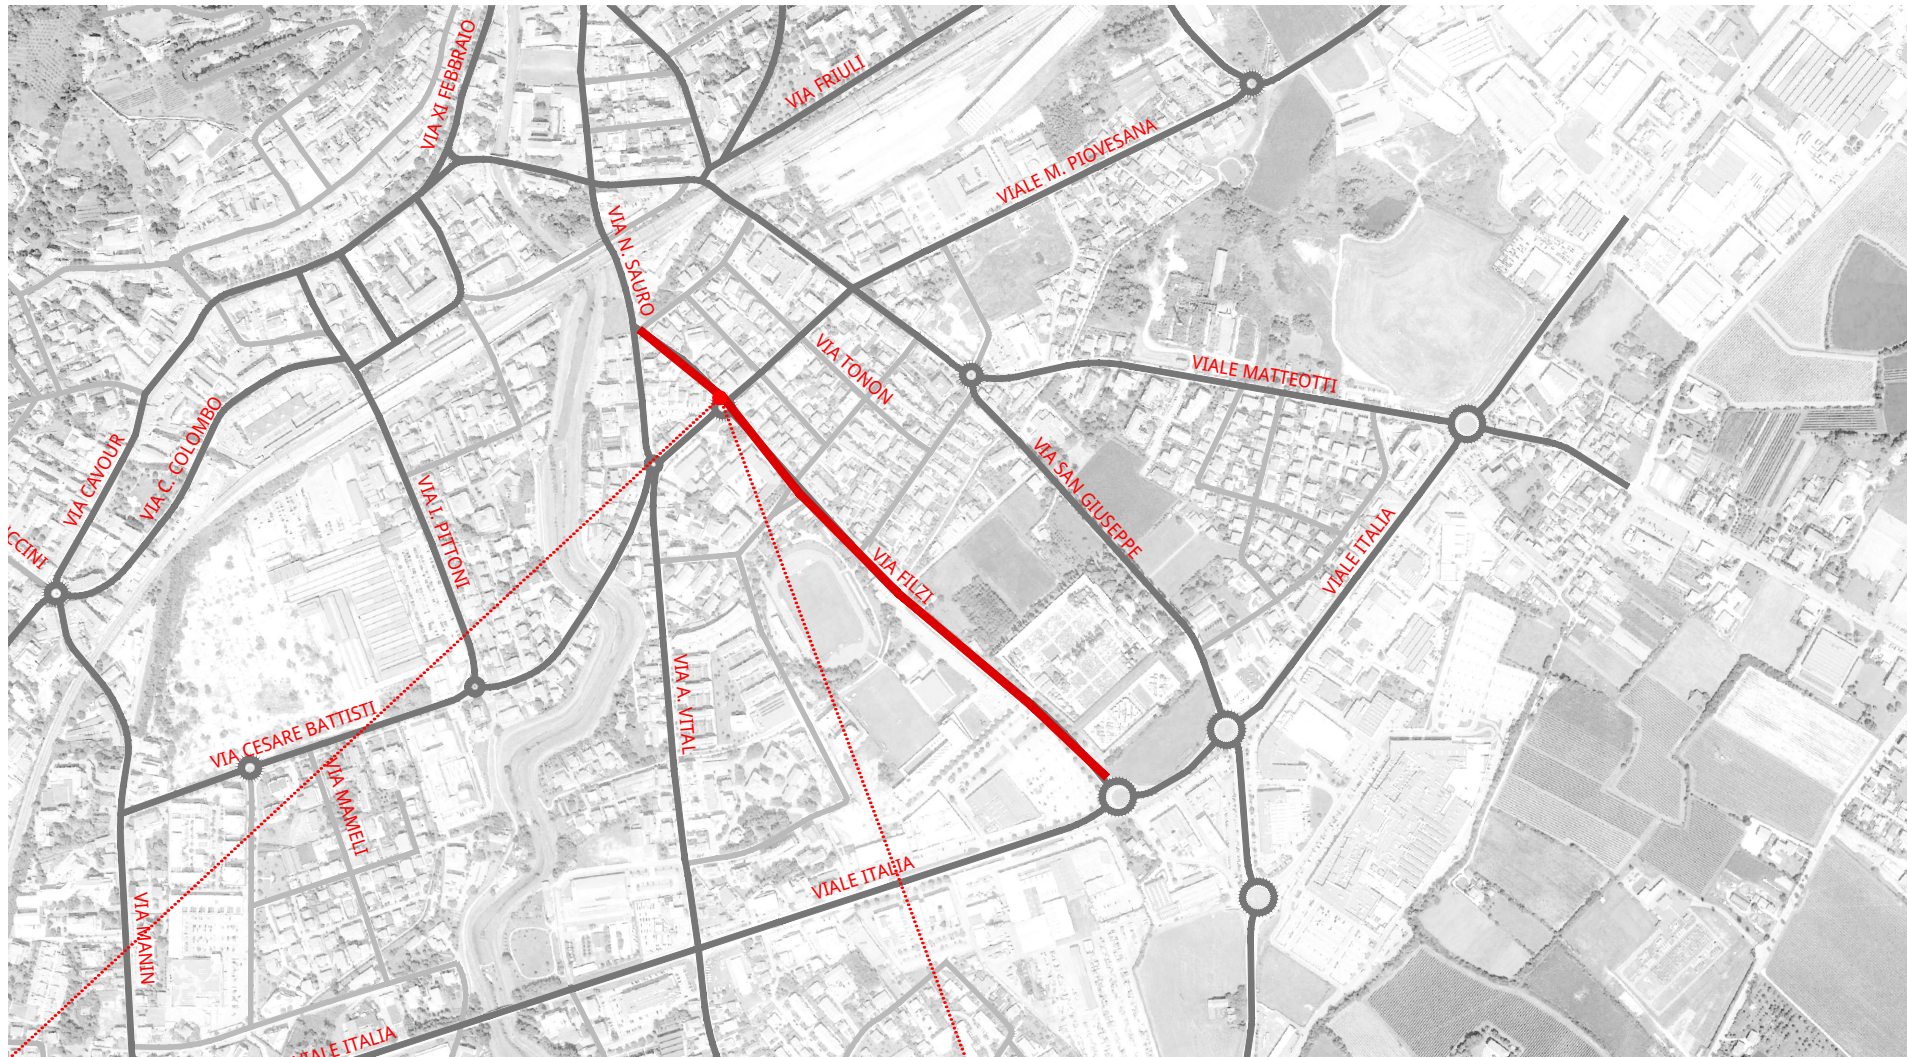 VIA XI FEBBRAIO
VIA FRIULI
VIALE M. PIOVESANA
VIA N. SAURO
VIA TONON
VIALE MATTEOTTI
VIA CAVOUR
VIA C. COLOMBO
VIA I. PITTONI
VIA SAN GIUSEPPE
CCINI
VIA FILZI
VIALE ITALIA
VIA A. VITAL
VIA CESARE BATTISTI
VIA MAMELI
VIALE ITALIA
VIA MANIN
VIALE ITALIA